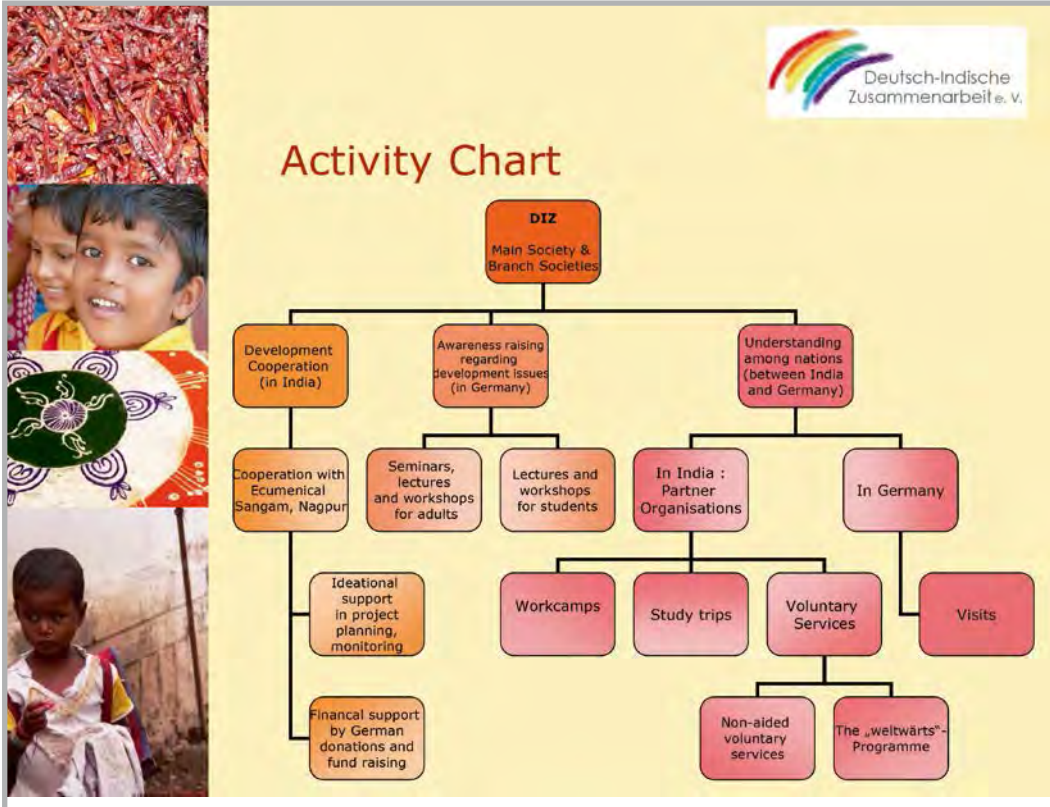 Deutsch-Indische
Zusammenarbeit e. V.
Activity Chart
DIZ
Main Society &
Branch Societies
Development
Cooperation
(in India)
Awareness raising
regarding
development issues
(in Germany)
Understanding
among nations
(between India
and Germany)
Cooperation with
Ecumenical
Sangam, Nagpur
Seminars,
lectures
and workshops
for adults
Lectures and
workshops
for students
In India :
Partner
Organisations
In Germany
Ideational
support
in project
planning,
monitoring
Workcamps
Study trips
Voluntary
Services
Visits
Financal support
by German
donations and
fund raising
Non-aided
voluntary
services
The „weltwärts“-
Programme